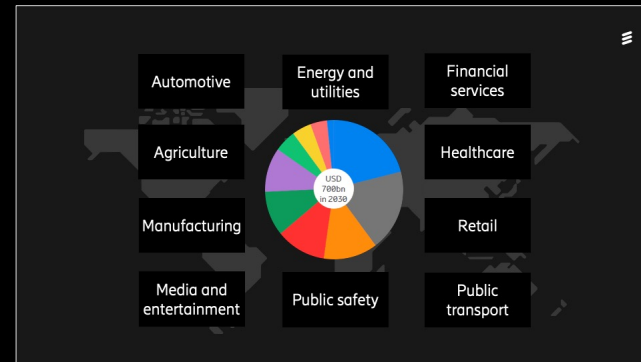 Automotive
Energy and
utilities
Financial
services
Agriculture
USD
700bn
in 2030
Healthcare
Manufacturing
Retail
Media and
entertainment
Public safety
Public
transport